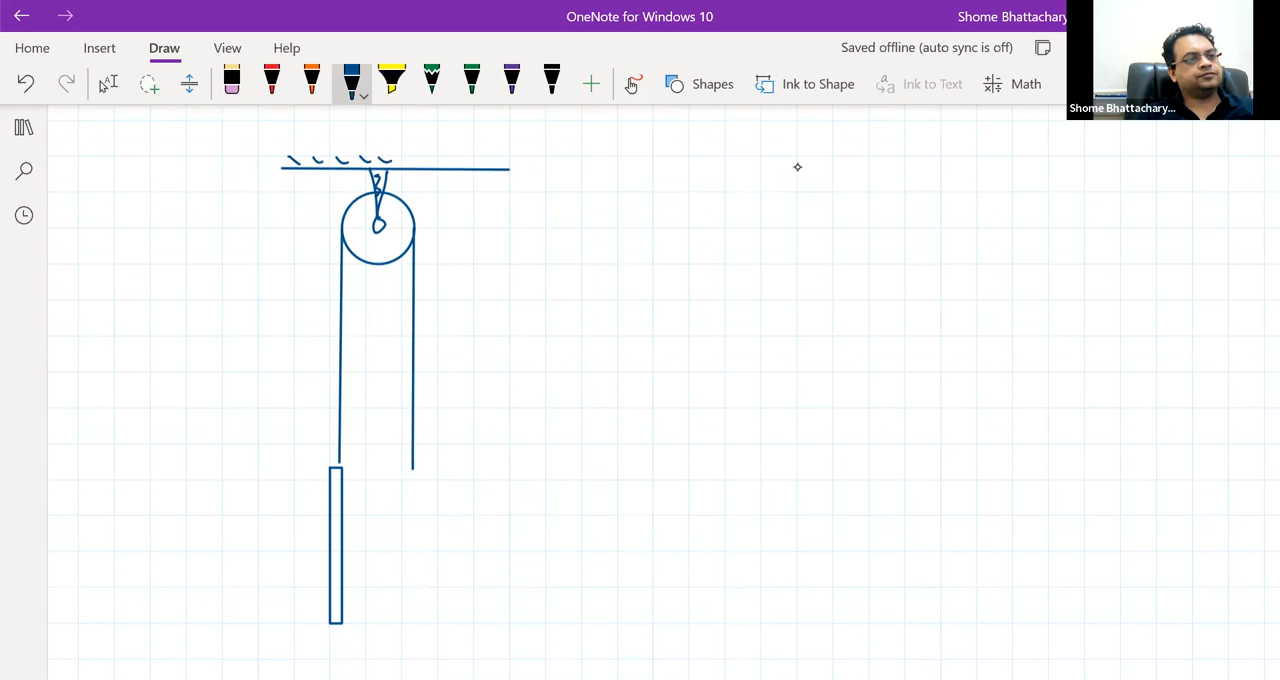 OneNote for Windows 10
Shome Bhattachary
Home Insert Draw View Help
Saved offline (auto sync is off)
Shapes Ink to Shape Ink to Text Math
Shome Bhattachary...